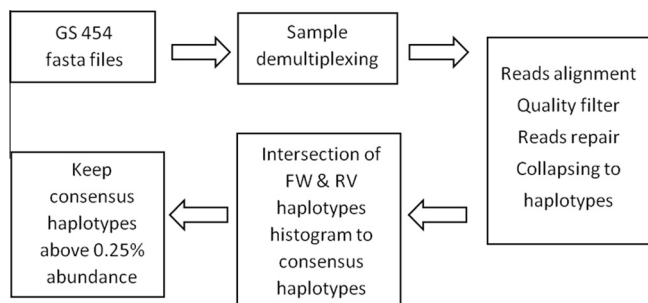 GS 454
fasta files
Sample
demultiplexing
Reads alignment
Quality filter
Reads repair
Collapsing to
haplotypes
Intersection of
FW & RV
haplotypes
histogram to
consensus
haplotypes
Keep
consensus
haplotypes
above 0.25%
abundance